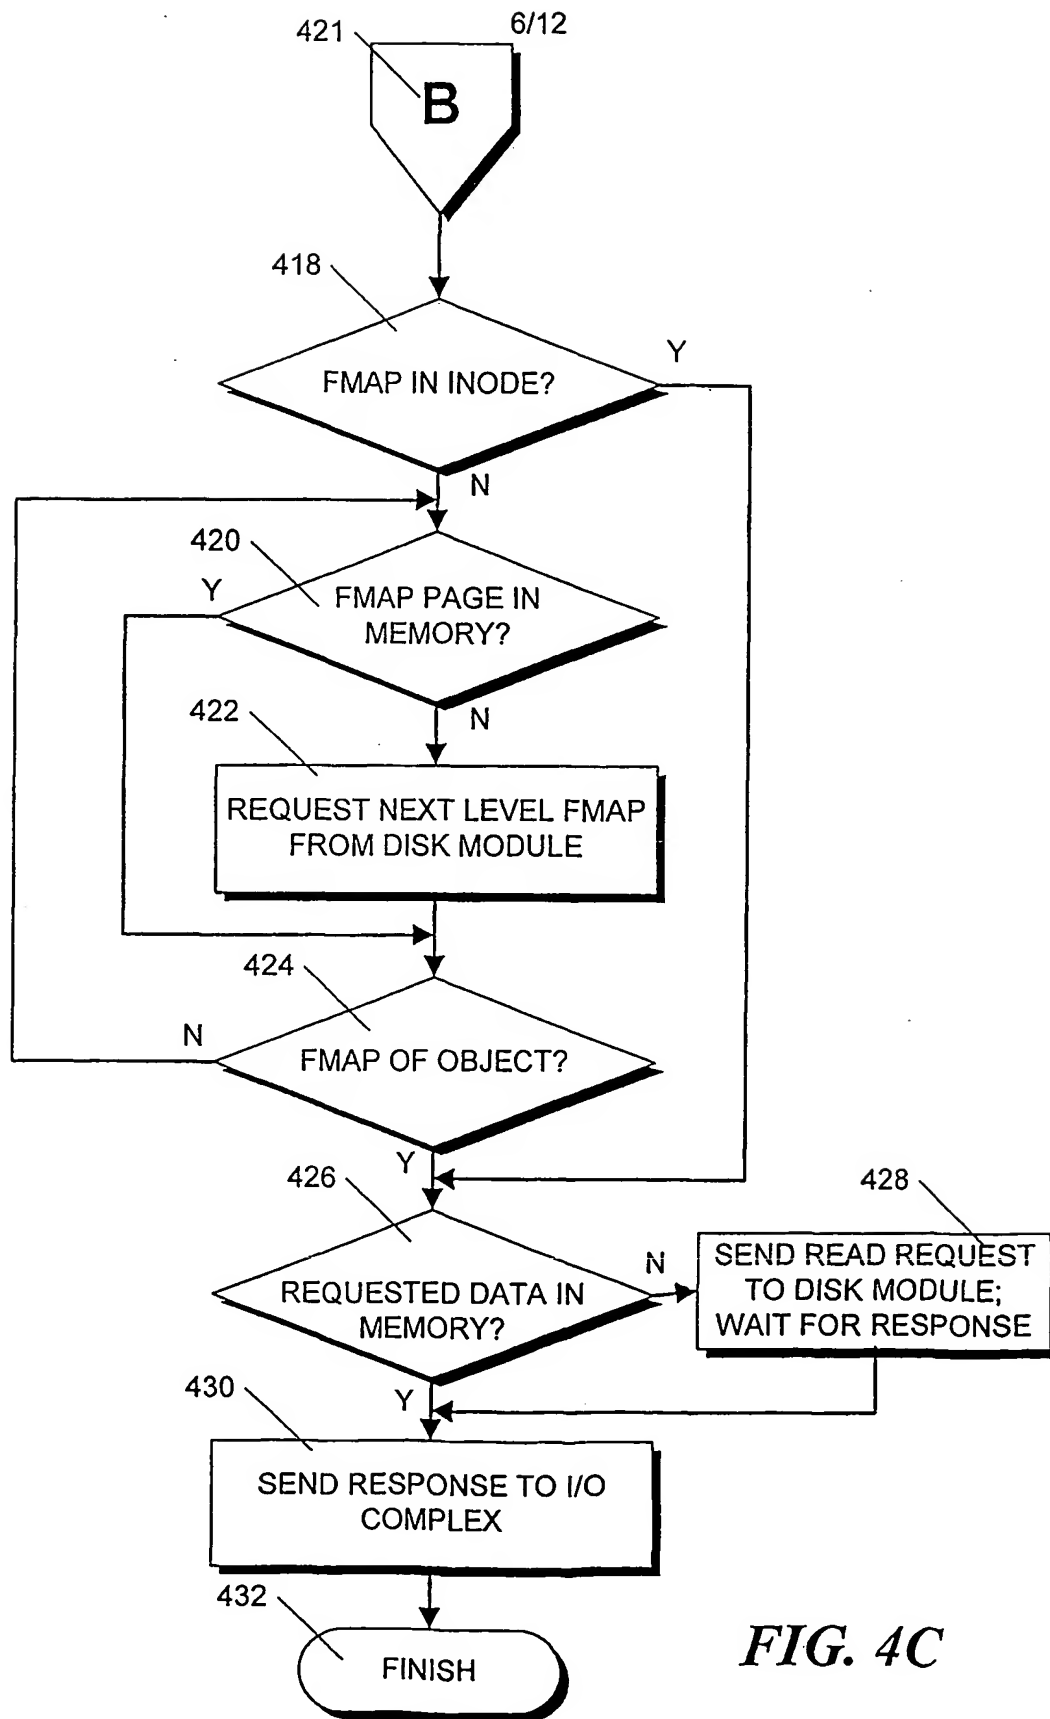 6/12
421
B
418
FMAP IN INODE?
Y
N
420
Y
FMAP PAGE IN
MEMORY?
N
422
REQUEST NEXT LEVEL FMAP
FROM DISK MODULE
424
N
FMAP OF OBJECT?
Y
426
428
REQUESTED DATA IN
MEMORY?
N
SEND READ REQUEST
TO DISK MODULE;
WAIT FOR RESPONSE
Y
430
SEND RESPONSE TO I/O
COMPLEX
432
FINISH
FIG. 4C